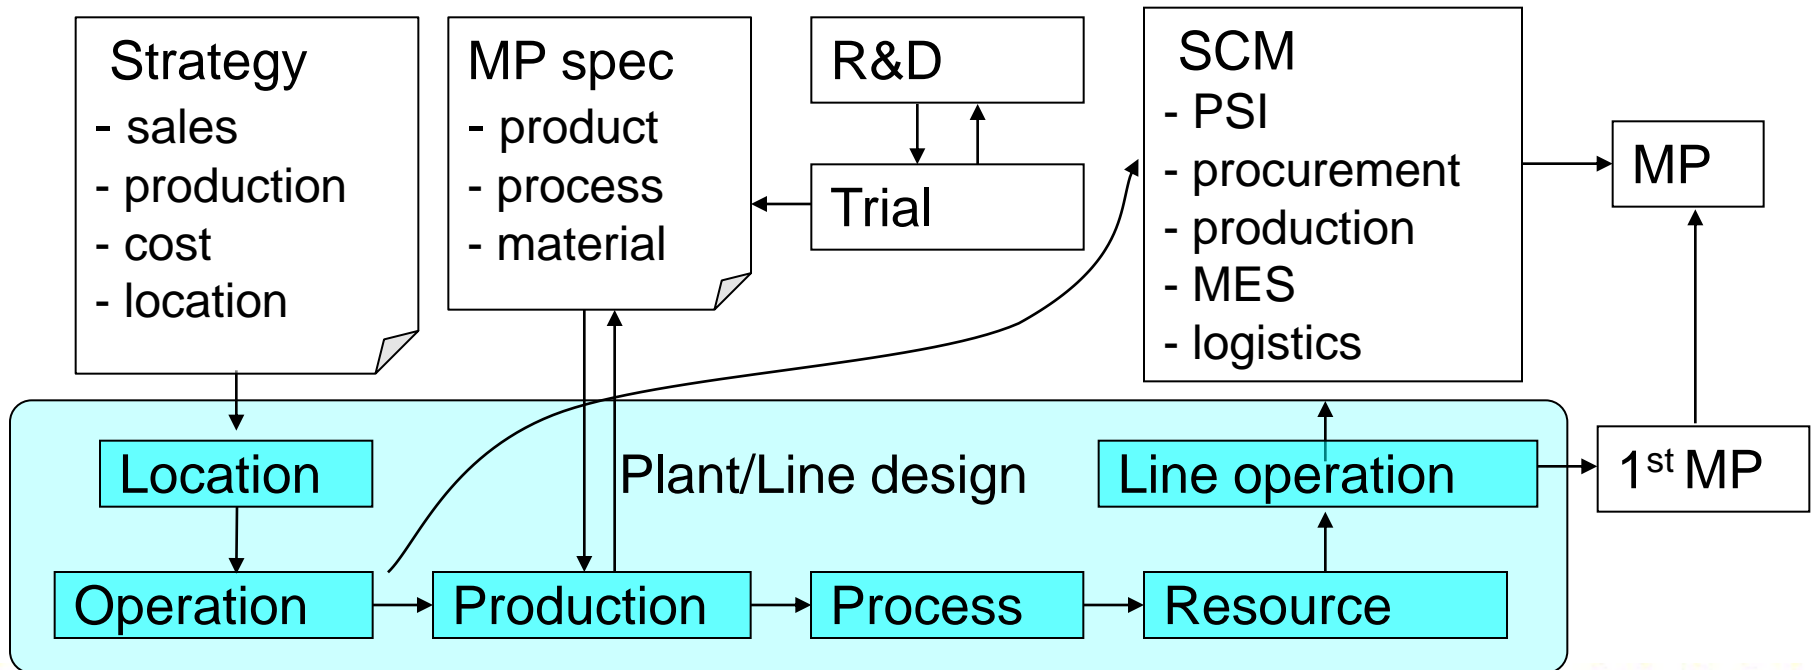 Strategy
- sales
- production
- cost
- location
MP spec
- product
- process
- material
R&D
Trial
SCM
- PSI
- procurement
- production
- MES
- logistics
MP
Location
Plant/Line design
Line operation
1st MP
Operation
Production
Process
Resource